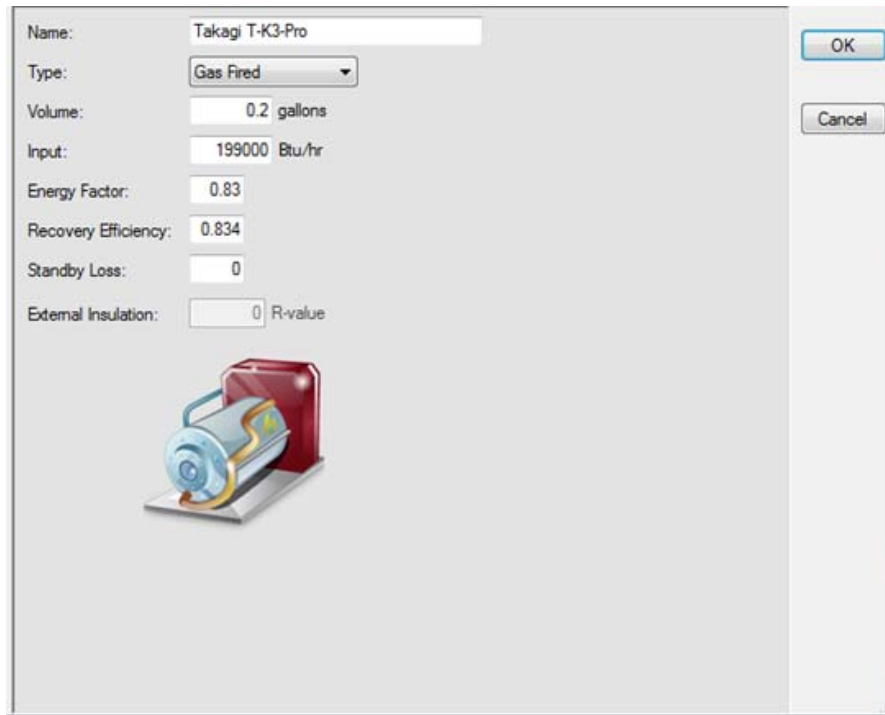 Name: Takagi T-K3-Pro
OK
Type: Gas Fired
Volume: 0.2 gallons
Cancel
Input: 199000 Btu/hr
Energy Factor: 0.83
Recovery Efficiency: 0.834
Standby Loss: 0
External Insulation: 0 R-value